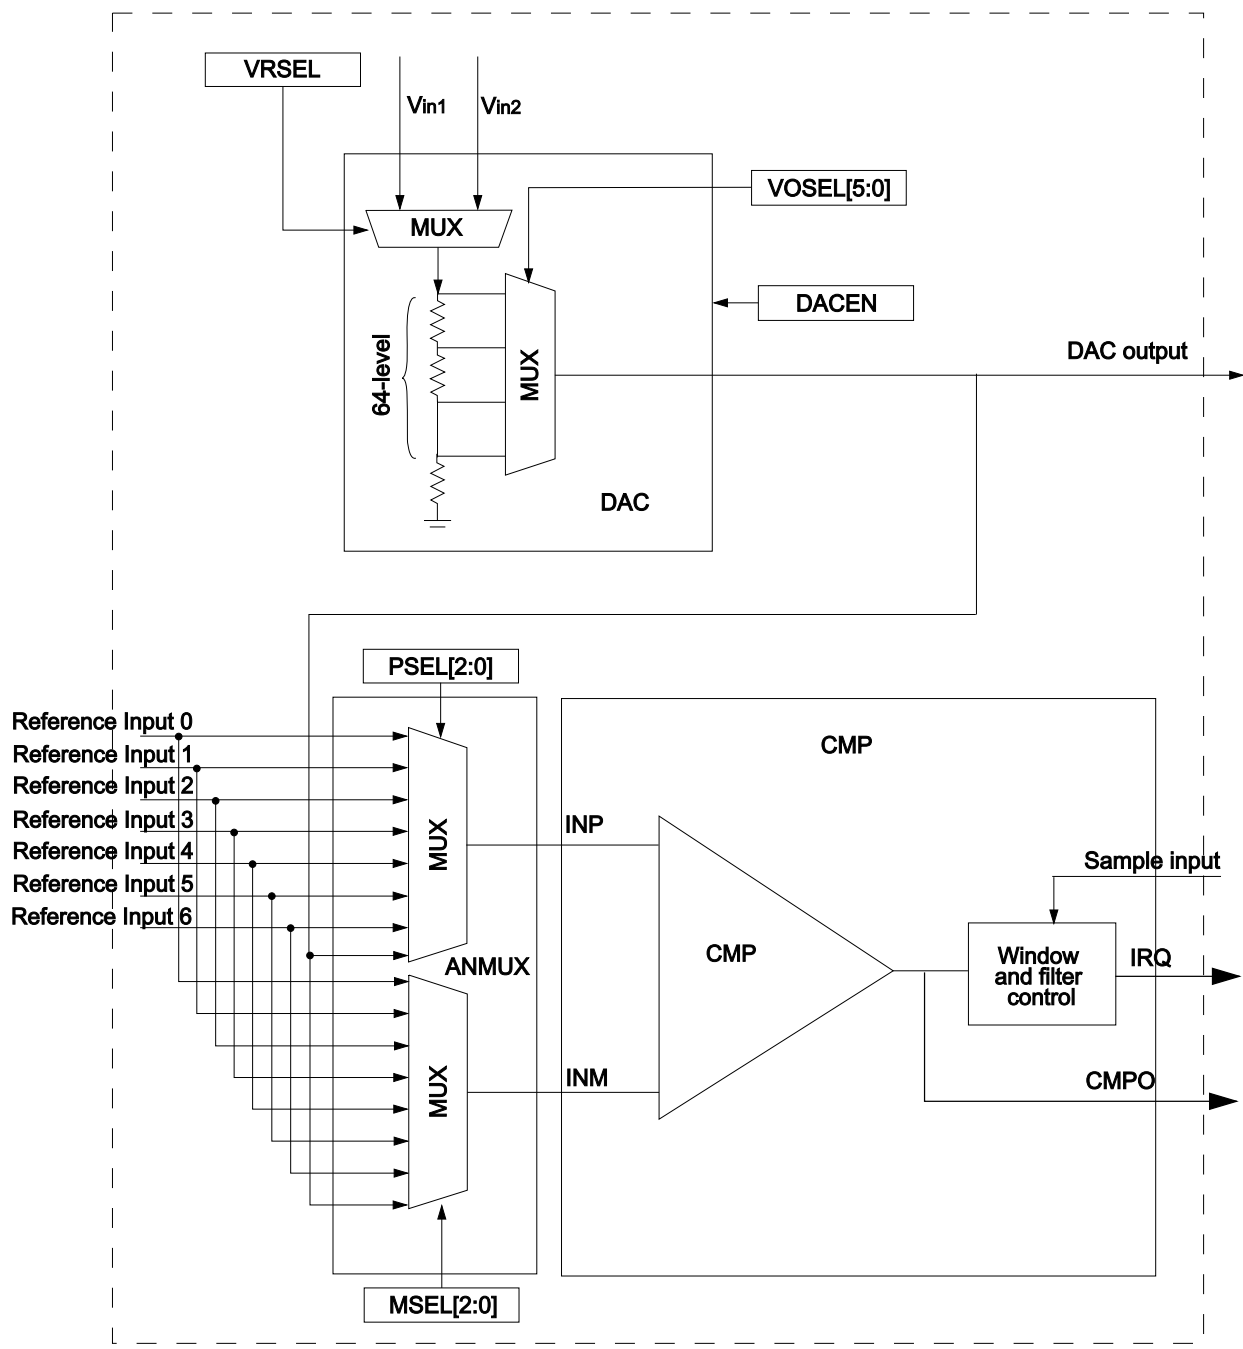 VRSEL
Vin1
Vin2
VOSEL[5:0]
MUX
DACEN
64-level
MUX
DAC output
DAC
PSEL[2:0]
Reference Input 0
Reference Input 1
Reference Input 2
Reference Input 3
Reference Input 4
Reference Input 5
Reference Input 6
MUX
ANMUX
MUX
MSEL[2:0]
INP
INM
CMP
CMP
Sample input
Window
and filter
control
IRQ
CMPO